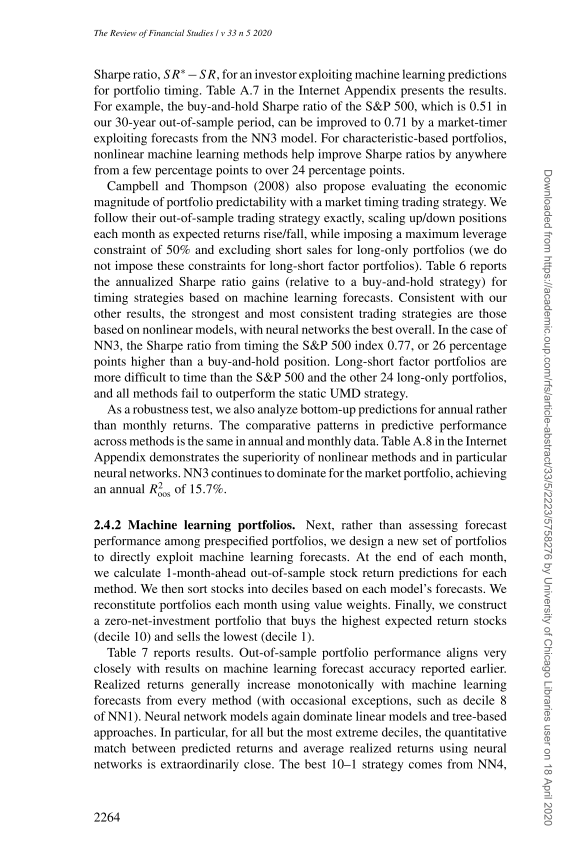 The Review of Financial Studies / v 33 n 5 2020
Sharpe ratio, SR* − SR, for an investor exploiting machine learning predictions
for portfolio timing. Table A.7 in the Internet Appendix presents the results.
For example, the buy-and-hold Sharpe ratio of the S&P 500, which is 0.51 in
our 30-year out-of-sample period, can be improved to 0.71 by a market-timer
exploiting forecasts from the NN3 model. For characteristic-based portfolios,
nonlinear machine learning methods help improve Sharpe ratios by anywhere
from a few percentage points to over 24 percentage points.
Campbell and Thompson (2008) also propose evaluating the economic
magnitude of portfolio predictability with a market timing trading strategy. We
follow their out-of-sample trading strategy exactly, scaling up/down positions
each month as expected returns rise/fall, while imposing a maximum leverage
constraint of 50% and excluding short sales for long-only portfolios (we do
not impose these constraints for long-short factor portfolios). Table 6 reports
the annualized Sharpe ratio gains (relative to a buy-and-hold strategy) for
timing strategies based on machine learning forecasts. Consistent with our
other results, the strongest and most consistent trading strategies are those
based on nonlinear models, with neural networks the best overall. In the case of
NN3, the Sharpe ratio from timing the S&P 500 index 0.77, or 26 percentage
points higher than a buy-and-hold position. Long-short factor portfolios are
more difficult to time than the S&P 500 and the other 24 long-only portfolios,
and all methods fail to outperform the static UMD strategy.
As a robustness test, we also analyze bottom-up predictions for annual rather
than monthly returns. The comparative patterns in predictive performance
across methods is the same in annual and monthly data. Table A.8 in the Internet
Appendix demonstrates the superiority of nonlinear methods and in particular
neural networks. NN3 continues to dominate for the market portfolio, achieving
an annual R²oos of 15.7%.
2.4.2 Machine learning portfolios. Next, rather than assessing forecast
performance among prespecified portfolios, we design a new set of portfolios
to directly exploit machine learning forecasts. At the end of each month,
we calculate 1-month-ahead out-of-sample stock return predictions for each
method. We then sort stocks into deciles based on each model's forecasts. We
reconstitute portfolios each month using value weights. Finally, we construct
a zero-net-investment portfolio that buys the highest expected return stocks
(decile 10) and sells the lowest (decile 1).
Table 7 reports results. Out-of-sample portfolio performance aligns very
closely with results on machine learning forecast accuracy reported earlier.
Realized returns generally increase monotonically with machine learning
forecasts from every method (with occasional exceptions, such as decile 8
of NN1). Neural network models again dominate linear models and tree-based
approaches. In particular, for all but the most extreme deciles, the quantitative
match between predicted returns and average realized returns using neural
networks is extraordinarily close. The best 10–1 strategy comes from NN4,
2264
Downloaded from https://academic.oup.com/rfs/article-abstract/33/5/2223/5758276 by University of Chicago Libraries user on 18 April 2020